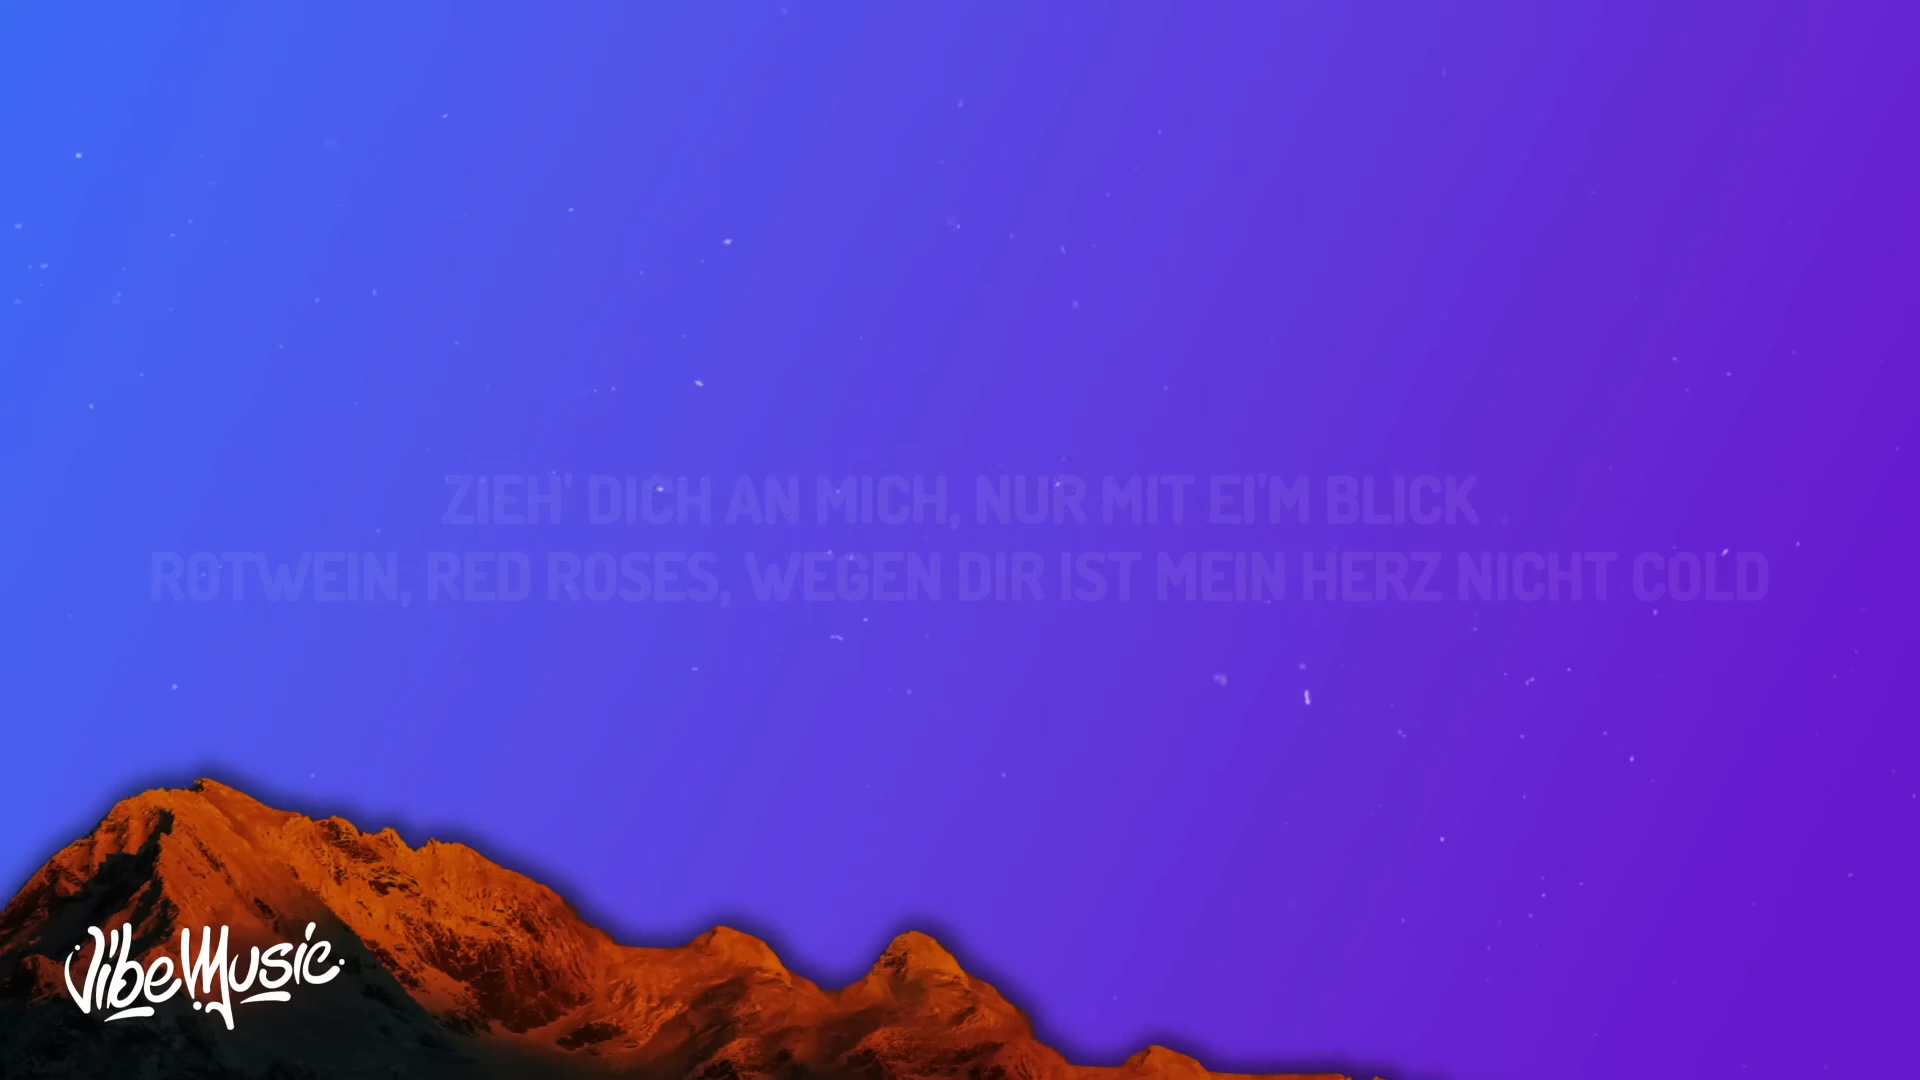 ZIEH' DICH AN MICH, NUR MIT EI'M BLICK
ROTWEIN, RED ROSES, WEGEN DIR IST MEIN HERZ NICHT COLD
VibeMusic.